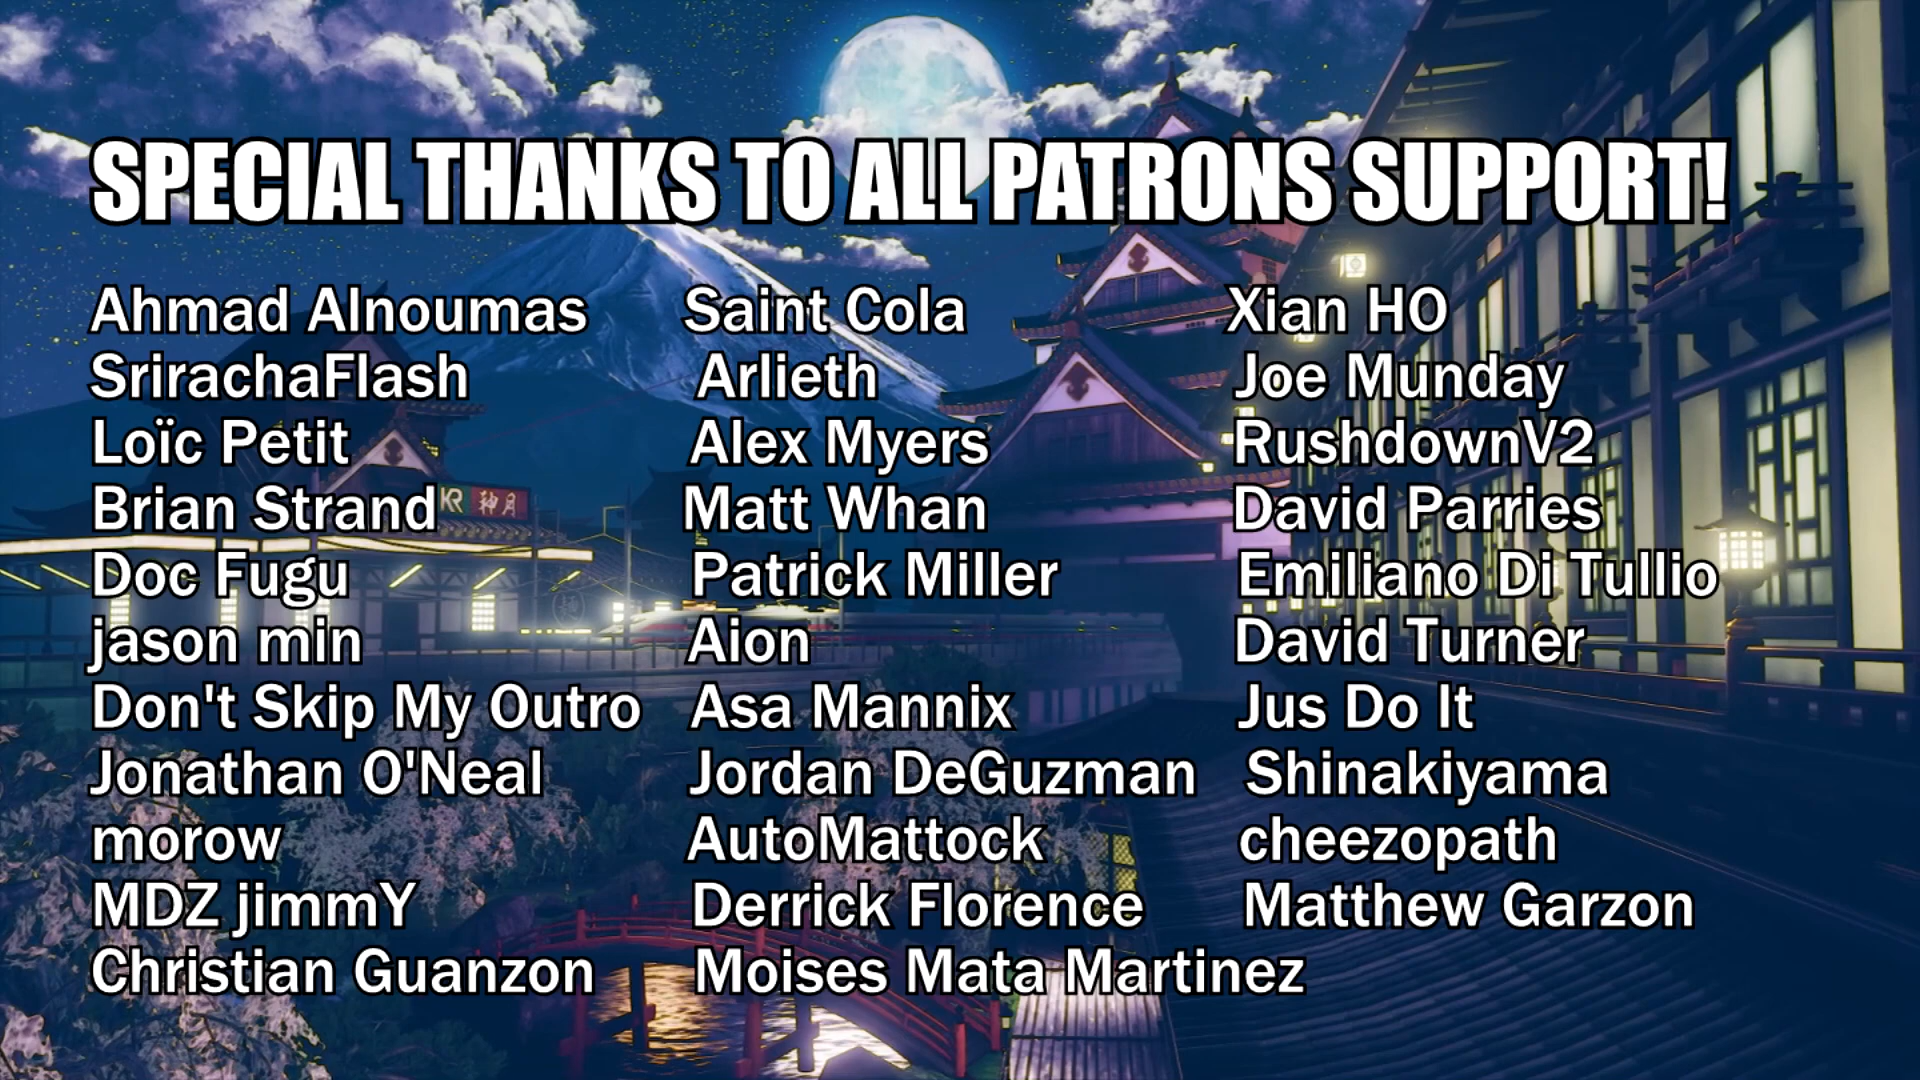 SPECIAL THANKS TO ALL PATRONS SUPPORT!
Ahmad Alnoumas Saint Cola Xian HO
SrirachaFlash Arlieth Joe Munday
Loïc Petit Alex Myers RushdownV2
Brian Strand Matt Whan David Parries
KR 神月
Doc Fugu Patrick Miller Emiliano Di Tullio
jason min Aion David Turner
Don't Skip My Outro Asa Mannix Jus Do It
Jonathan O'Neal Jordan DeGuzman Shinakiyama
morow AutoMattock cheezopath
MDZ jimmY Derrick Florence Matthew Garzon
Christian Guanzon Moises Mata Martinez